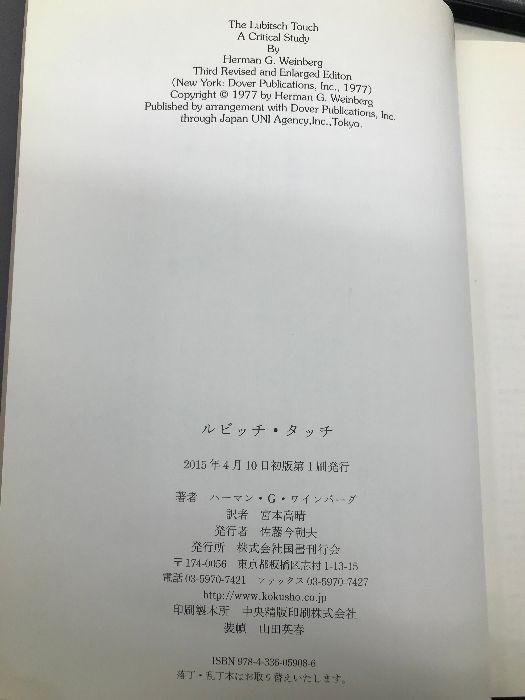 The Lubitsch Touch
A Critical Study
By
Herman G. Weinberg
Third Revised and Enlarged Editon
(New York: Dover Publications, Inc., 1977)
Copyright © 1977 by Herman G. Weinberg
Published by arrangement with Dover Publications, Inc.
through Japan UNI Agency,Inc.,Tokyo.
ルビッチ・タッチ
2015年4月10日初版第1刷発行
著者 ハーマン・G・ワインバーグ
訳者 宮本高晴
発行者 佐藤今朝夫
発行所 株式会社国書刊行会
〒174-0056 東京都板橋区志村1-13-15
電話03-5970-7421 ファックス03-5970-7427
http://www.kokusho.co.jp
印刷製本所 中央精版印刷株式会社
装幀 山田英春
ISBN 978-4-336-05908-6
落丁・乱丁本はお取り替えいたします。